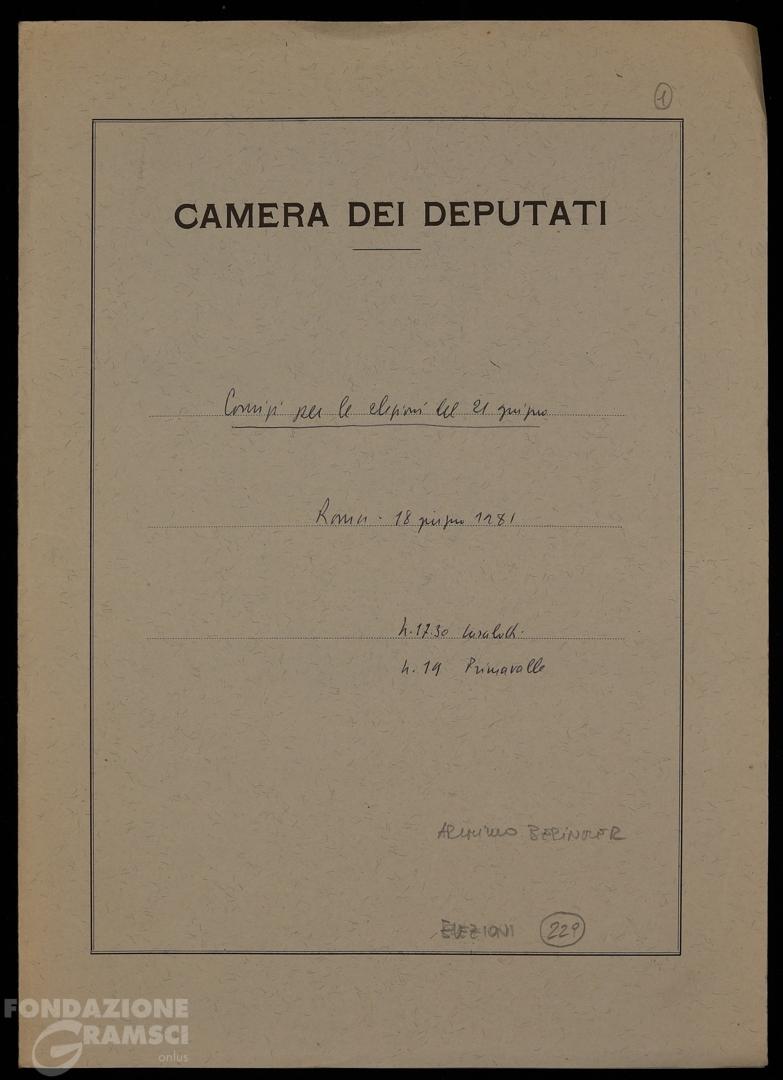 1
CAMERA DEI DEPUTATI
Comizi per le elezioni del 21 giugno
Roma - 18 giugno 1981
h. 17.30 Casalotti
h. 19 Primavalle
ARCHIVIO BERLINGUER
ELEZIONI 229
FONDAZIONE
GRAMSCI
onlus